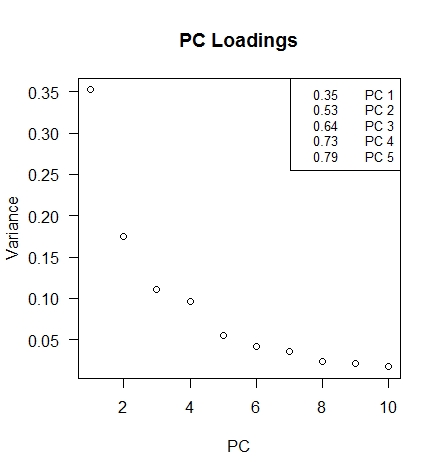 PC Loadings
0.35 PC 1
0.53 PC 2
0.64 PC 3
0.73 PC 4
0.79 PC 5
0.35
0.30
0.25
0.20
0.15
0.10
0.05
Variance
2 4 6 8 10
PC